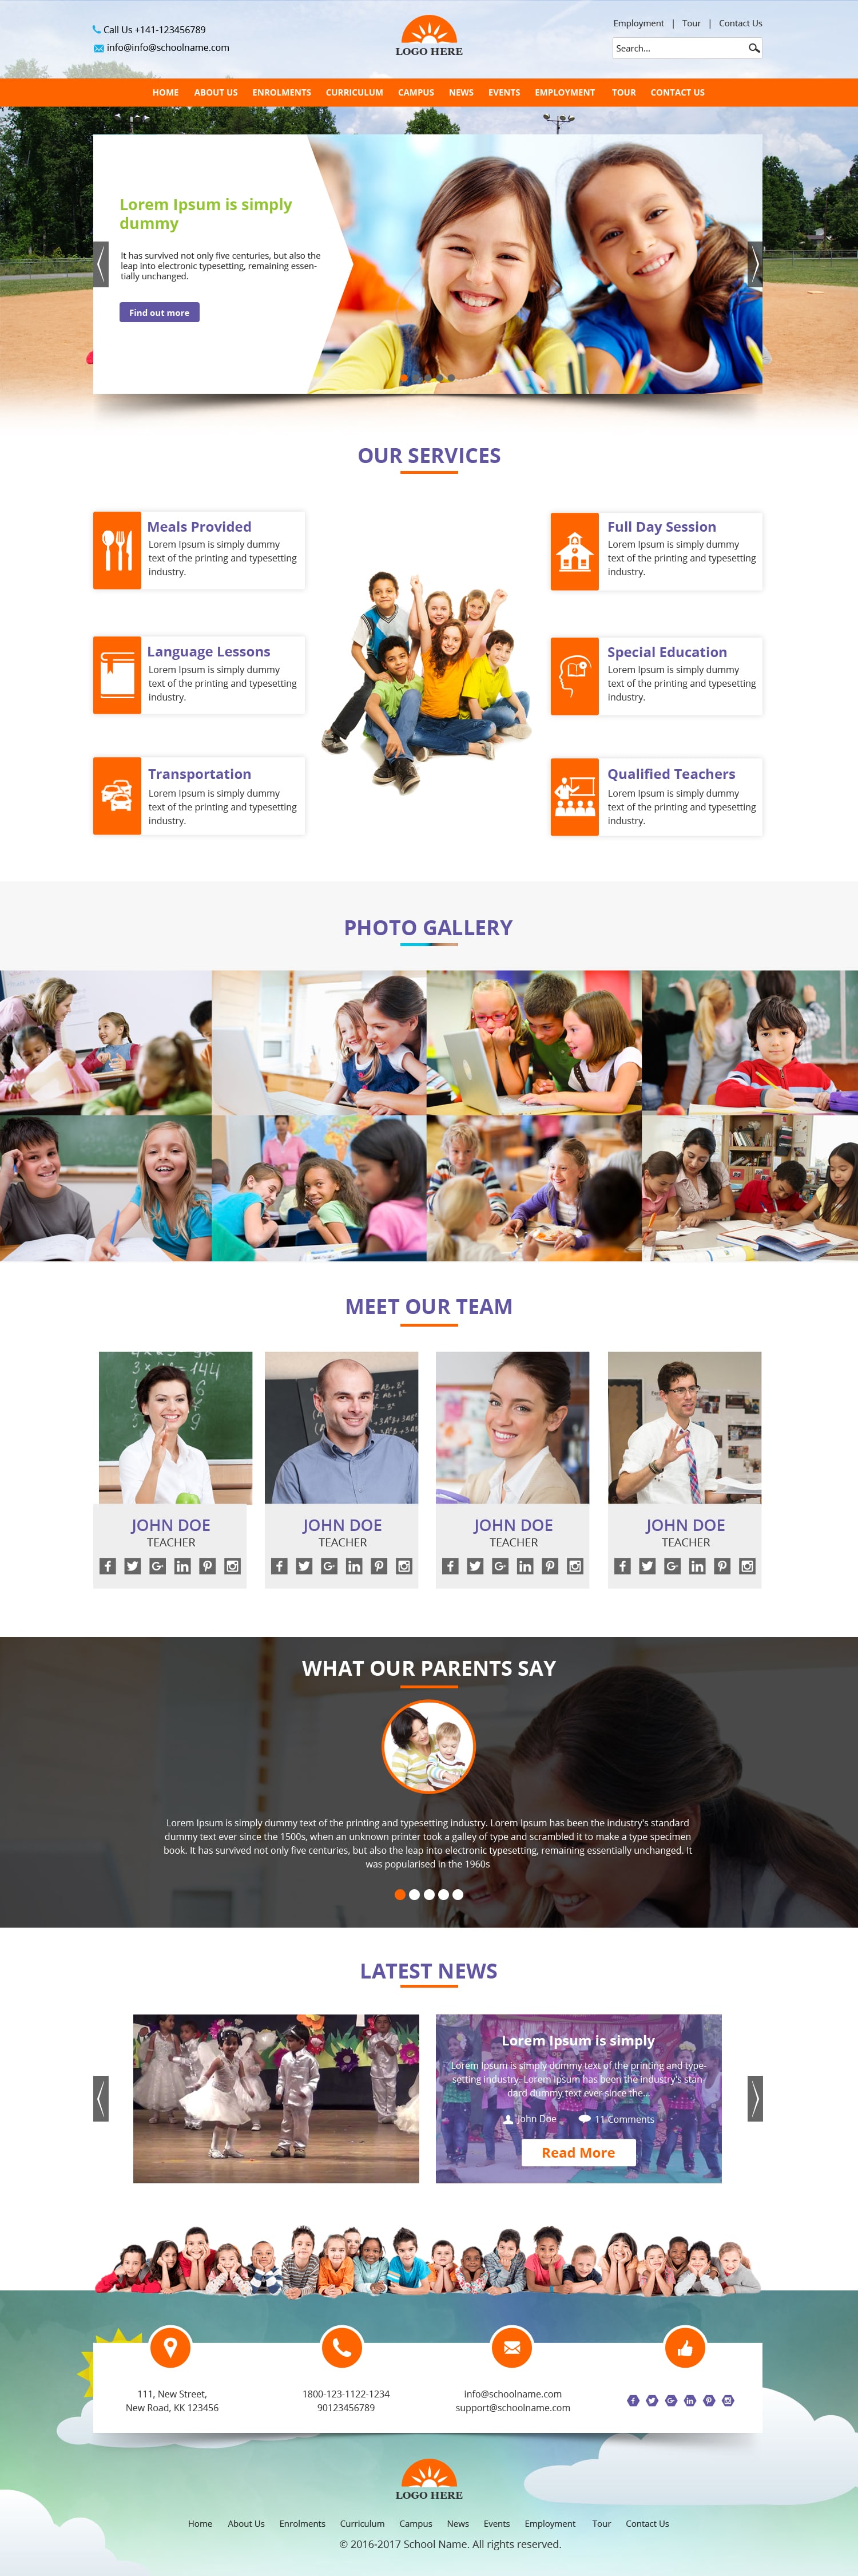 Call Us +141-123456789
info@info@schoolname.com
LOGO HERE
Employment | Tour | Contact Us
Search...
HOME ABOUT US ENROLMENTS CURRICULUM CAMPUS NEWS EVENTS EMPLOYMENT TOUR CONTACT US
Lorem Ipsum is simply
dummy
It has survived not only five centuries, but also the
leap into electronic typesetting, remaining essen-
tially unchanged.
Find out more
OUR SERVICES
Meals Provided
Lorem Ipsum is simply dummy
text of the printing and typesetting
industry.
Full Day Session
Lorem Ipsum is simply dummy
text of the printing and typesetting
industry.
Language Lessons
Lorem Ipsum is simply dummy
text of the printing and typesetting
industry.
Special Education
Lorem Ipsum is simply dummy
text of the printing and typesetting
industry.
Transportation
Lorem Ipsum is simply dummy
text of the printing and typesetting
industry.
Qualified Teachers
Lorem Ipsum is simply dummy
text of the printing and typesetting
industry.
PHOTO GALLERY
MEET OUR TEAM
JOHN DOE
TEACHER
JOHN DOE
TEACHER
JOHN DOE
TEACHER
JOHN DOE
TEACHER
WHAT OUR PARENTS SAY
Lorem Ipsum is simply dummy text of the printing and typesetting industry. Lorem Ipsum has been the industry's standard
dummy text ever since the 1500s, when an unknown printer took a galley of type and scrambled it to make a type specimen
book. It has survived not only five centuries, but also the leap into electronic typesetting, remaining essentially unchanged. It
was popularised in the 1960s
LATEST NEWS
Lorem Ipsum is simply
Lorem Ipsum is simply dummy text of the printing and type-
setting industry. Lorem Ipsum has been the industry's stan-
dard dummy text ever since the..
John Doe 11 Comments
Read More
111, New Street,
New Road, KK 123456
1800-123-1122-1234
90123456789
info@schoolname.com
support@schoolname.com
LOGO HERE
Home About Us Enrolments Curriculum Campus News Events Employment Tour Contact Us
© 2016-2017 School Name. All rights reserved.